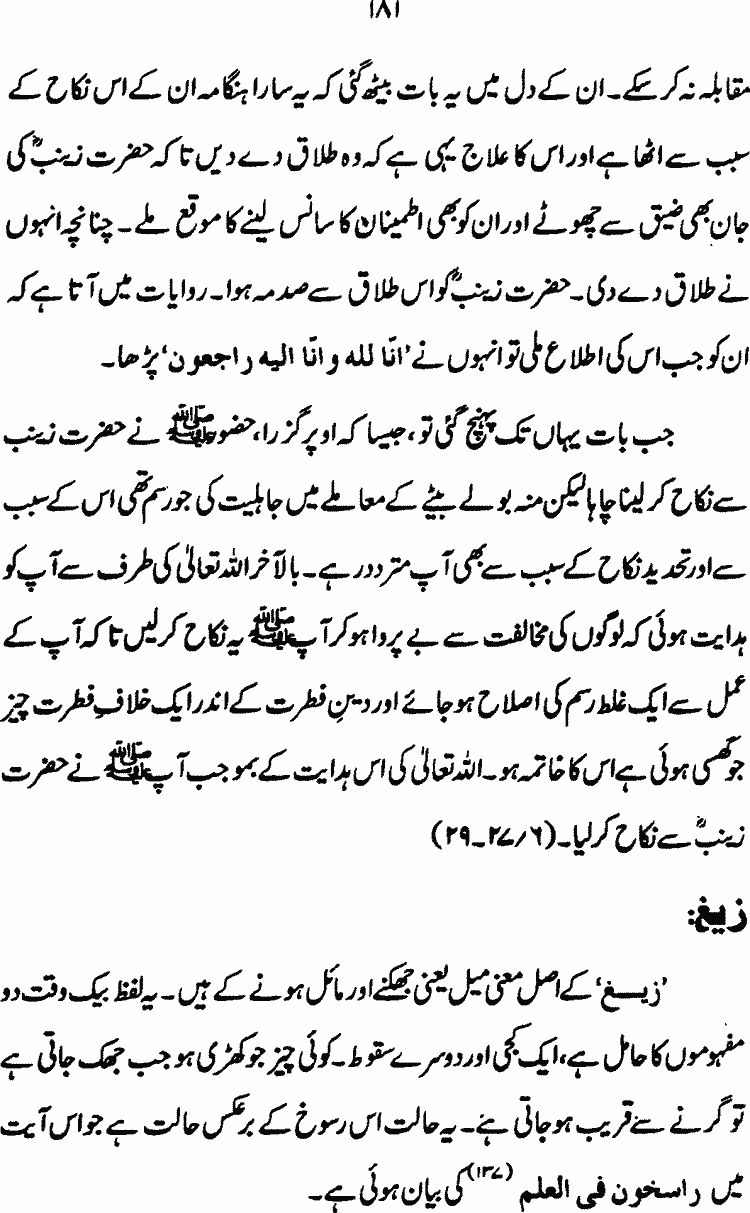 ۱۸۱
مقابلہ نہ کر سکے۔ ان کے دل میں یہ بات بیٹھ گئی کہ یہ سارا ہنگامہ ان کے اس نکاح کے
سبب سے اٹھا ہے اور اس کا علاج یہی ہے کہ وہ طلاق دے دیں تا کہ حضرت زینبؓ کی
جان بھی ضیق سے چھوٹے اور ان کو بھی اطمینان کا سانس لینے کا موقع ملے۔ چنانچہ انہوں
نے طلاق دے دی۔ حضرت زینبؓ کو اس طلاق سے صدمہ ہوا۔ روایات میں آتا ہے کہ
ان کو جب اس کی اطلاع ملی تو انہوں نے ’انّا للہ و انّا الیہ راجعون‘ پڑھا۔
جب بات یہاں تک پہنچ گئی تو، جیسا کہ اوپر گزرا، حضور ﷺ نے حضرت زینب
سے نکاح کر لینا چاہا لیکن منہ بولے بیٹے کے معاملے میں جاہلیت کی جو رسم تھی اس کے سبب
سے اور تحدید نکاح کے سبب سے بھی آپ متردد رہے۔ بالآخر اللہ تعالیٰ کی طرف سے آپ کو
ہدایت ہوئی کہ لوگوں کی مخالفت سے بے پروا ہو کر آپ ﷺ یہ نکاح کر لیں تا کہ آپ کے
عمل سے ایک غلط رسم کی اصلاح ہو جائے اور دینِ فطرت کے اندر ایک خلافِ فطرت چیز
جو گھسی ہوئی ہے اس کا خاتمہ ہو۔ اللہ تعالیٰ کی اس ہدایت کے بموجب آپ ﷺ نے حضرت
زینبؓ سے نکاح کر لیا۔ (۶/۲۷۔۲۹)
زیغ:
’زیـغ‘ کے اصل معنی میل یعنی جھکنے اور مائل ہونے کے ہیں۔ یہ لفظ بیک وقت دو
مفہوموں کا حامل ہے، ایک کجی اور دوسرے سقوط۔ کوئی چیز جو کھڑی ہو جب جھک جاتی ہے
تو گرنے سے قریب ہو جاتی ہے۔ یہ حالت اس رسوخ کے برعکس حالت ہے جو اس آیت
میں راسخون فی العلم (۱۳۷) کی بیان ہوئی ہے۔